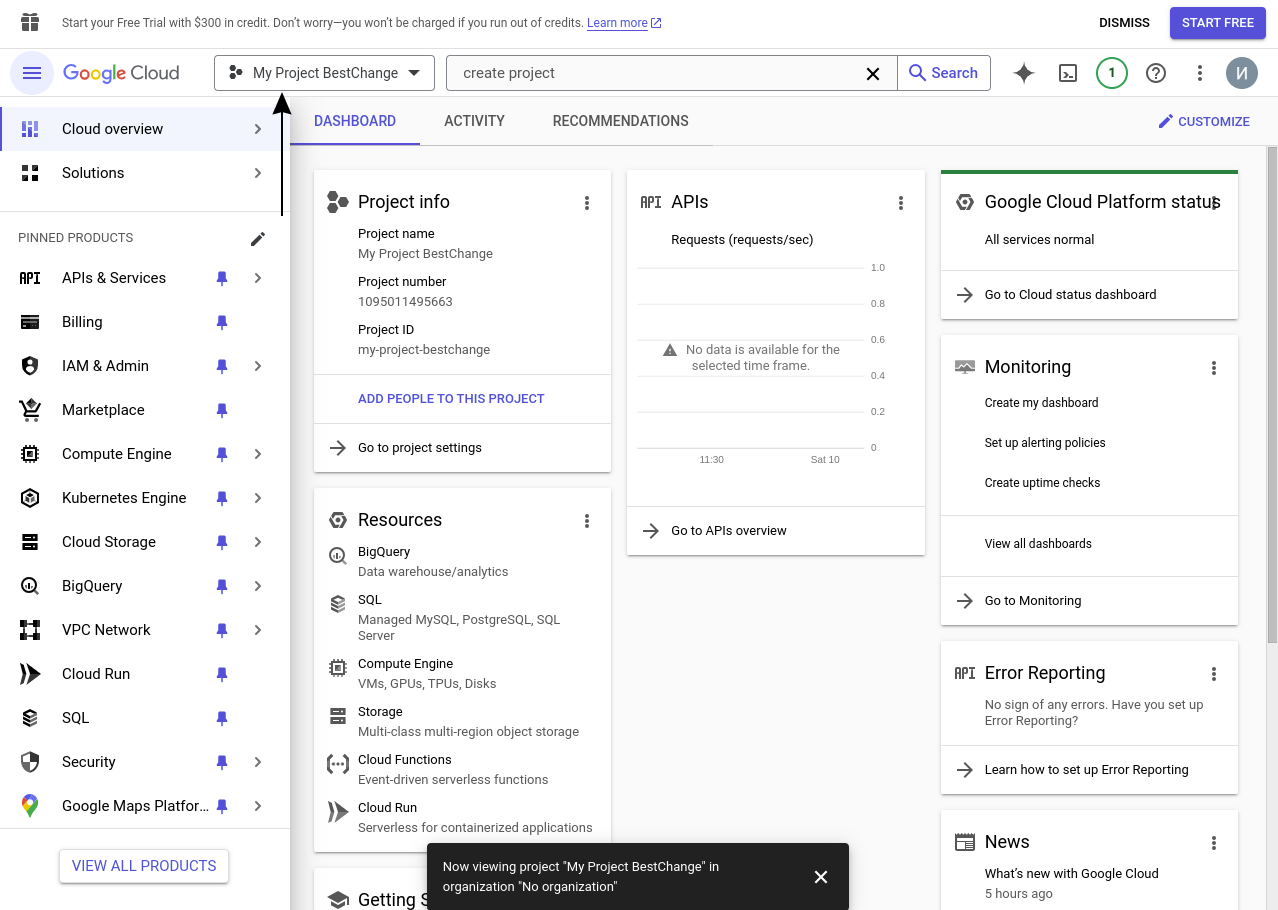 Start your Free Trial with $300 in credit. Don't worry—you won't be charged if you run out of credits. Learn more
DISMISS
START FREE
Google Cloud
My Project BestChange
create project
Search
1
И
Cloud overview
Solutions
PINNED PRODUCTS
API APIs & Services
Billing
IAM & Admin
Marketplace
Compute Engine
Kubernetes Engine
Cloud Storage
BigQuery
VPC Network
Cloud Run
SQL
Security
Google Maps Platfor...
VIEW ALL PRODUCTS
DASHBOARD
ACTIVITY
RECOMMENDATIONS
CUSTOMIZE
Project info
Project name
My Project BestChange
Project number
1095011495663
Project ID
my-project-bestchange
ADD PEOPLE TO THIS PROJECT
Go to project settings
Resources
BigQuery
Data warehouse/analytics
SQL
Managed MySQL, PostgreSQL, SQL
Server
Compute Engine
VMs, GPUs, TPUs, Disks
Storage
Multi-class multi-region object storage
Cloud Functions
Event-driven serverless functions
Cloud Run
Serverless for containerized applications
Getting S
API APIs
Requests (requests/sec)
1.0
0.8
0.6
No data is available for the
selected time frame.
0.4
0.2
0
11:30
Sat 10
Go to APIs overview
Google Cloud Platform status
All services normal
Go to Cloud status dashboard
Monitoring
Create my dashboard
Set up alerting policies
Create uptime checks
View all dashboards
Go to Monitoring
API Error Reporting
No sign of any errors. Have you set up
Error Reporting?
Learn how to set up Error Reporting
News
What's new with Google Cloud
5 hours ago
Now viewing project "My Project BestChange" in
organization "No organization"